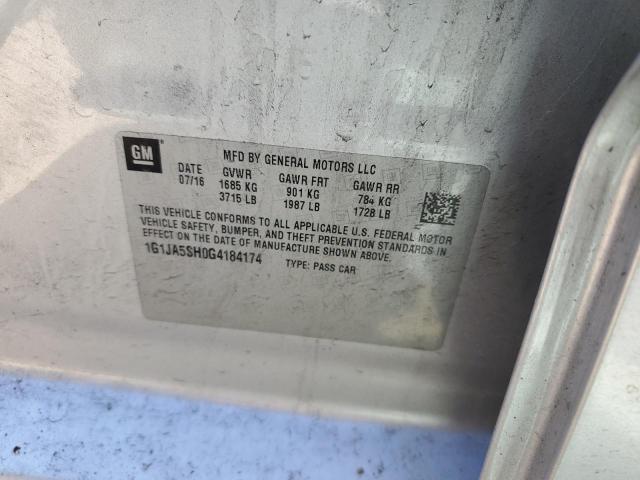 GM
MFD BY GENERAL MOTORS LLC
DATE GVWR GAWR FRT GAWR RR
07/16 1685 KG 901 KG 784 KG
3715 LB 1987 LB 1728 LB
THIS VEHICLE CONFORMS TO ALL APPLICABLE U.S. FEDERAL MOTOR
VEHICLE SAFETY, BUMPER, AND THEFT PREVENTION STANDARDS IN
EFFECT ON THE DATE OF MANUFACTURE SHOWN ABOVE.
1G1JA5SH0G4184174 TYPE: PASS CAR